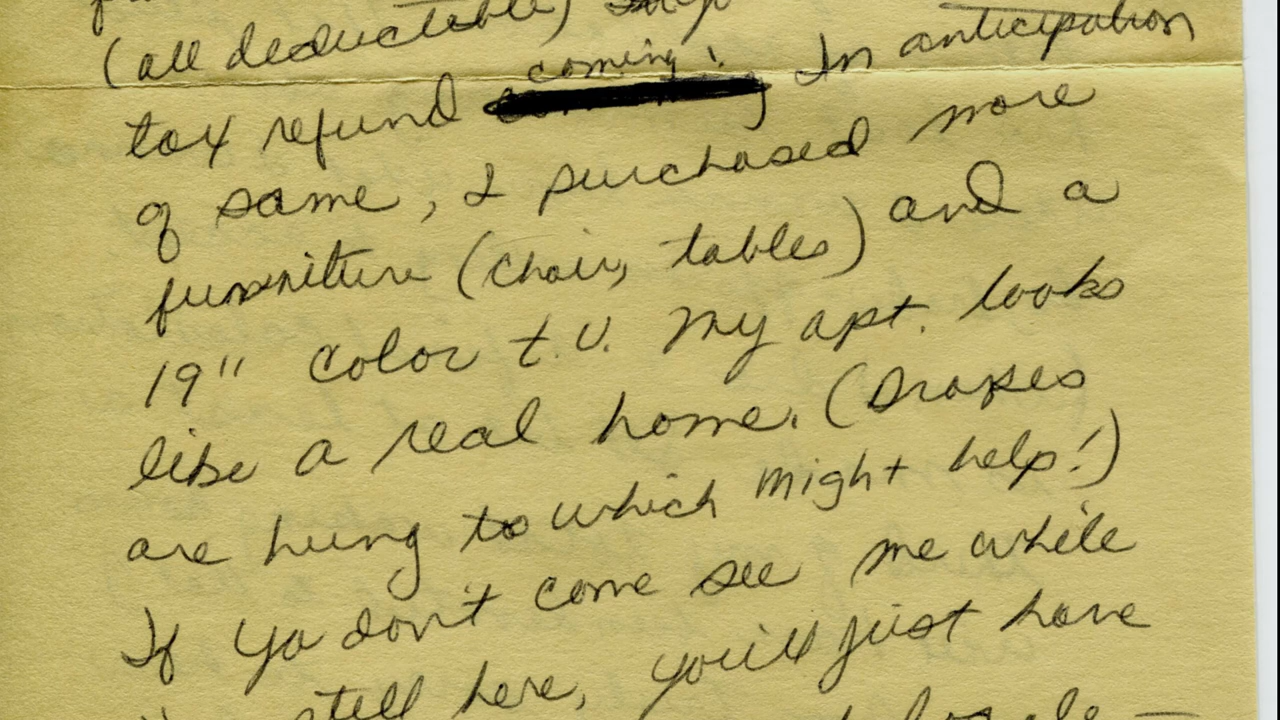 (all deductable)
tax refund coming! In anticipation
of same, I purchased more
furniture (chair, tables) and a
19" color t.v. My apt. looks
like a real home. (Drapes
are hung to which might help!)
If ya don't come see me while
still here, you'll just have